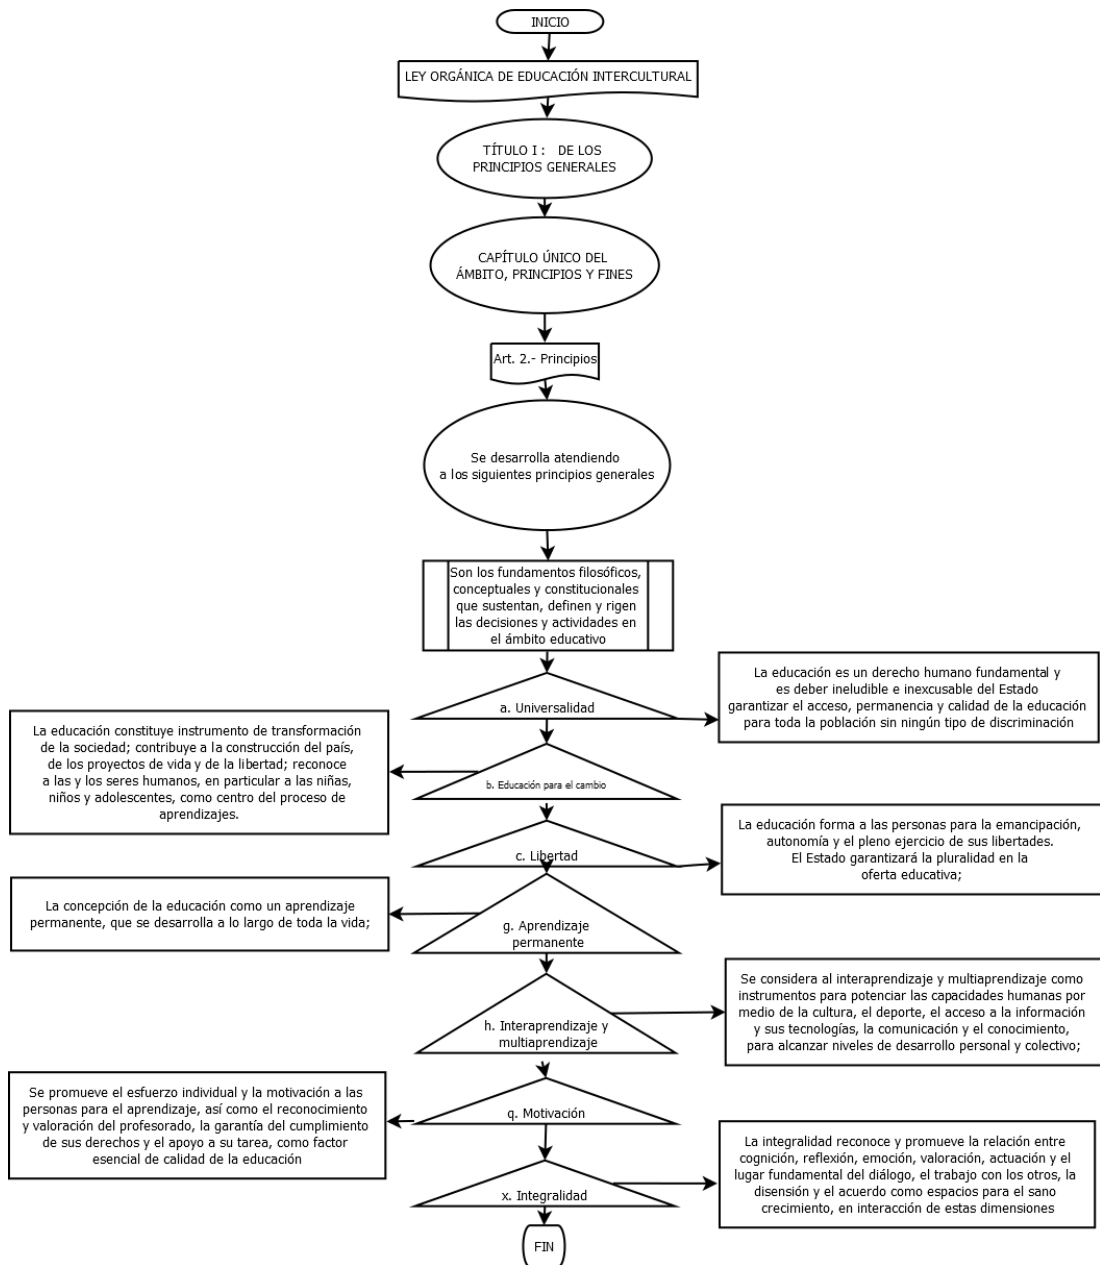 INICIO
LEY ORGÁNICA DE EDUCACIÓN INTERCULTURAL
TÍTULO I : DE LOS
PRINCIPIOS GENERALES
CAPÍTULO ÚNICO DEL
ÁMBITO, PRINCIPIOS Y FINES
Art. 2.- Principios
Se desarrolla atendiendo
a los siguientes principios generales
Son los fundamentos filosóficos,
conceptuales y constitucionales
que sustentan, definen y rigen
las decisiones y actividades en
el ámbito educativo
a. Universalidad
La educación es un derecho humano fundamental y
es deber ineludible e inexcusable del Estado
garantizar el acceso, permanencia y calidad de la educación
para toda la población sin ningún tipo de discriminación
b. Educación para el cambio
La educación constituye instrumento de transformación
de la sociedad; contribuye a la construcción del país,
de los proyectos de vida y de la libertad; reconoce
a las y los seres humanos, en particular a las niñas,
niños y adolescentes, como centro del proceso de
aprendizajes.
c. Libertad
La educación forma a las personas para la emancipación,
autonomía y el pleno ejercicio de sus libertades.
El Estado garantizará la pluralidad en la
oferta educativa;
g. Aprendizaje
permanente
La concepción de la educación como un aprendizaje
permanente, que se desarrolla a lo largo de toda la vida;
h. Interaprendizaje y
multiaprendizaje
Se considera al interaprendizaje y multiaprendizaje como
instrumentos para potenciar las capacidades humanas por
medio de la cultura, el deporte, el acceso a la información
y sus tecnologías, la comunicación y el conocimiento,
para alcanzar niveles de desarrollo personal y colectivo;
q. Motivación
Se promueve el esfuerzo individual y la motivación a las
personas para el aprendizaje, así como el reconocimiento
y valoración del profesorado, la garantía del cumplimiento
de sus derechos y el apoyo a su tarea, como factor
esencial de calidad de la educación
x. Integralidad
La integralidad reconoce y promueve la relación entre
cognición, reflexión, emoción, valoración, actuación y el
lugar fundamental del diálogo, el trabajo con los otros, la
disensión y el acuerdo como espacios para el sano
crecimiento, en interacción de estas dimensiones
FIN